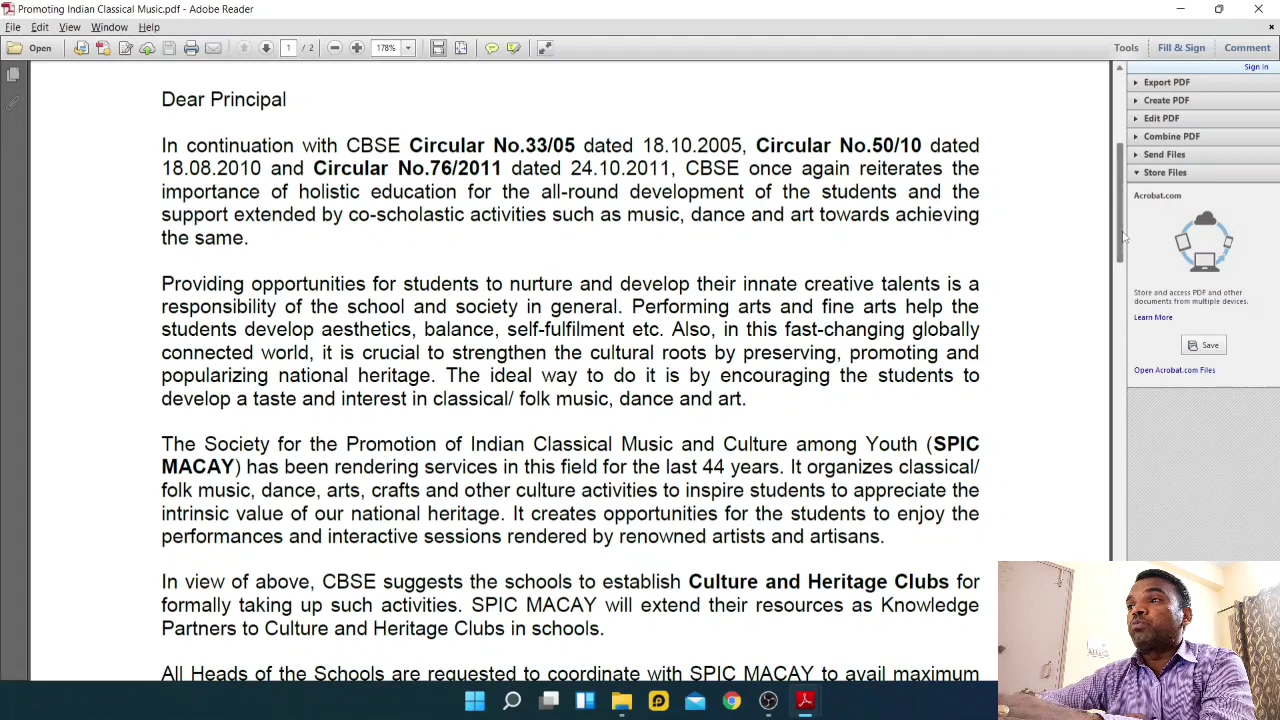 Promoting Indian Classical Music.pdf - Adobe Reader
File Edit View Window Help
Open 1 / 2 178% Tools Fill & Sign Comment
Sign In
Export PDF
Create PDF
Edit PDF
Combine PDF
Send Files
Store Files
Acrobat.com
Store and access PDF and other
documents from multiple devices.
Learn More
Save
Open Acrobat.com Files
Dear Principal
In continuation with CBSE Circular No.33/05 dated 18.10.2005, Circular No.50/10 dated
18.08.2010 and Circular No.76/2011 dated 24.10.2011, CBSE once again reiterates the
importance of holistic education for the all-round development of the students and the
support extended by co-scholastic activities such as music, dance and art towards achieving
the same.
Providing opportunities for students to nurture and develop their innate creative talents is a
responsibility of the school and society in general. Performing arts and fine arts help the
students develop aesthetics, balance, self-fulfilment etc. Also, in this fast-changing globally
connected world, it is crucial to strengthen the cultural roots by preserving, promoting and
popularizing national heritage. The ideal way to do it is by encouraging the students to
develop a taste and interest in classical/ folk music, dance and art.
The Society for the Promotion of Indian Classical Music and Culture among Youth (SPIC
MACAY) has been rendering services in this field for the last 44 years. It organizes classical/
folk music, dance, arts, crafts and other culture activities to inspire students to appreciate the
intrinsic value of our national heritage. It creates opportunities for the students to enjoy the
performances and interactive sessions rendered by renowned artists and artisans.
In view of above, CBSE suggests the schools to establish Culture and Heritage Clubs for
formally taking up such activities. SPIC MACAY will extend their resources as Knowledge
Partners to Culture and Heritage Clubs in schools.
All Heads of the Schools are requested to coordinate with SPIC MACAY to avail maximum